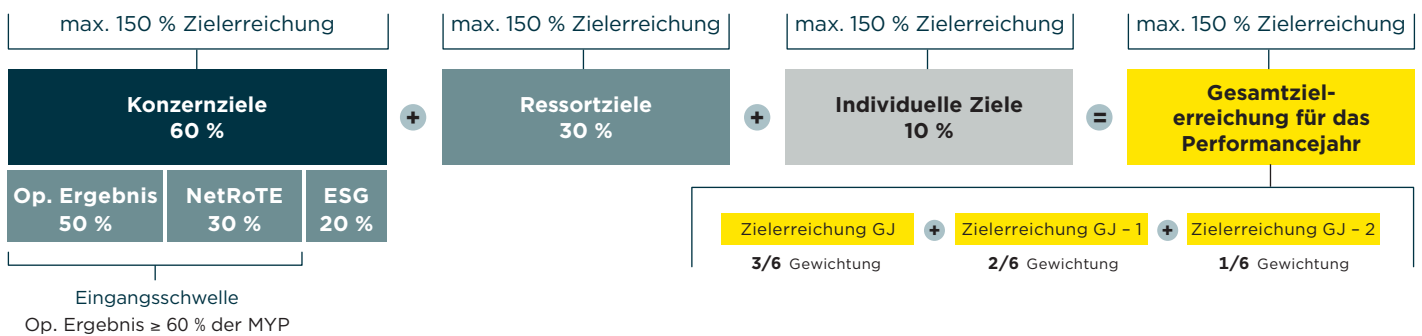 max. 150 % Zielerreichung
max. 150 % Zielerreichung
max. 150 % Zielerreichung
max. 150 % Zielerreichung
Konzernziele
60 %
+
Ressortziele
30 %
+
Individuelle Ziele
10 %
=
Gesamtziel-
erreichung für das
Performancejahr
Op. Ergebnis
50 %
NetRoTE
30 %
ESG
20 %
Zielerreichung GJ
+
Zielerreichung GJ – 1
+
Zielerreichung GJ – 2
3/6 Gewichtung
2/6 Gewichtung
1/6 Gewichtung
Eingangsschwelle
Op. Ergebnis ≥ 60 % der MYP